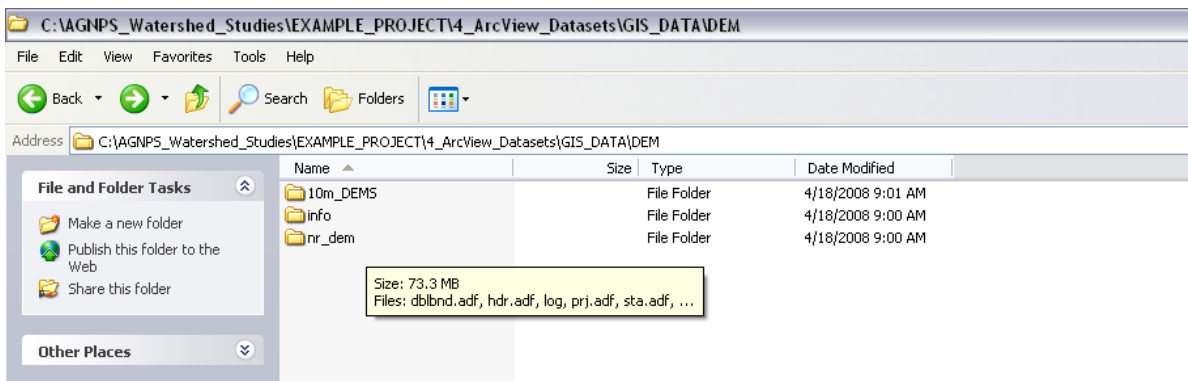 C:\AGNPS_Watershed_Studies\EXAMPLE_PROJECT\4_ArcView_Datasets\GIS_DATA\DEM
File Edit View Favorites Tools Help
Back Search Folders
Address C:\AGNPS_Watershed_Studies\EXAMPLE_PROJECT\4_ArcView_Datasets\GIS_DATA\DEM
Name Size Type Date Modified
File and Folder Tasks
Make a new folder
Publish this folder to the
Web
Share this folder
Other Places
10m_DEMS File Folder 4/18/2008 9:01 AM
info File Folder 4/18/2008 9:00 AM
nr_dem File Folder 4/18/2008 9:00 AM
Size: 73.3 MB
Files: dblbnd.adf, hdr.adf, log, prj.adf, sta.adf, ...